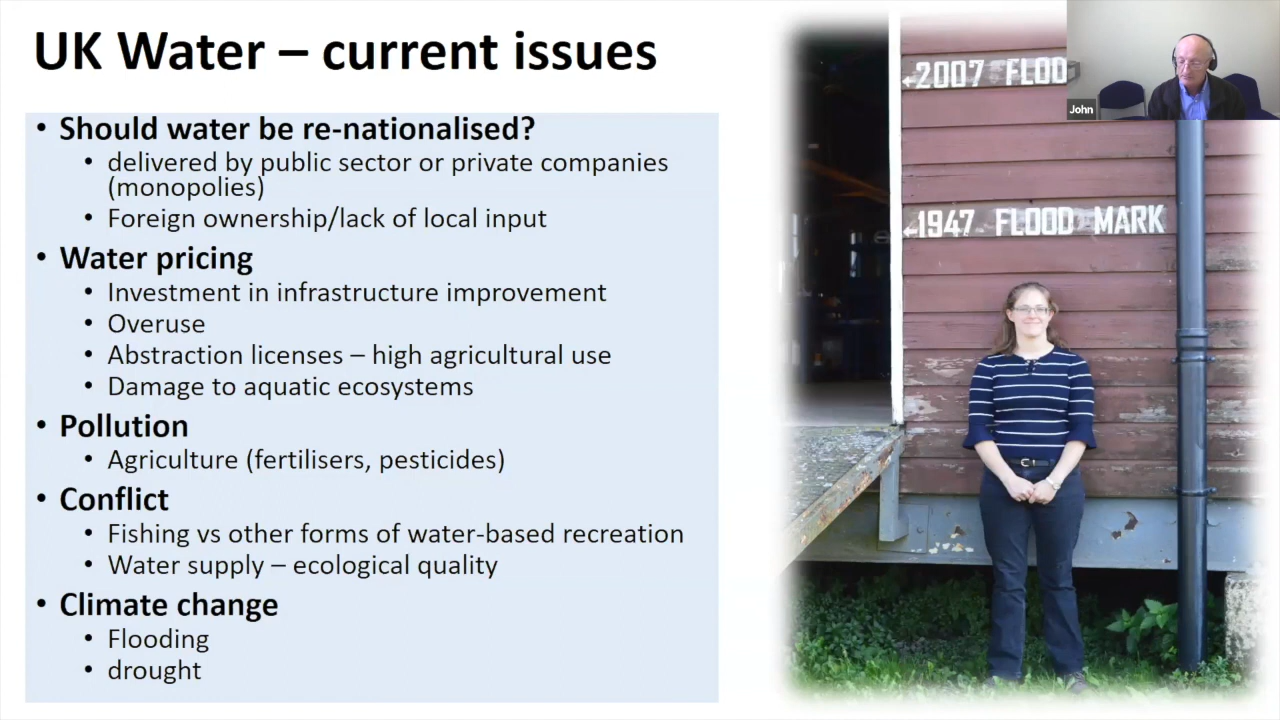 UK Water – current issues
• Should water be re-nationalised?
• delivered by public sector or private companies
(monopolies)
• Foreign ownership/lack of local input
• Water pricing
• Investment in infrastructure improvement
• Overuse
• Abstraction licenses – high agricultural use
• Damage to aquatic ecosystems
• Pollution
• Agriculture (fertilisers, pesticides)
• Conflict
• Fishing vs other forms of water-based recreation
• Water supply – ecological quality
• Climate change
• Flooding
• drought
←2007 FLOO
←1947 FLOOD MARK
John